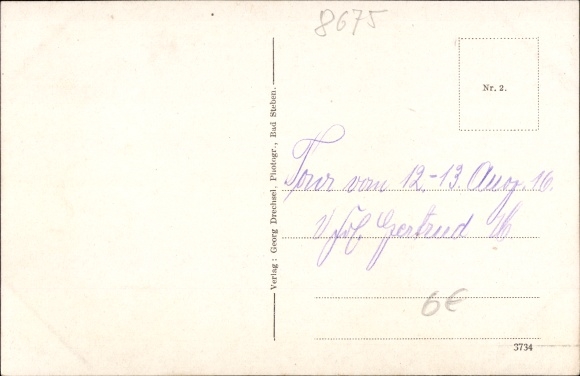 8675
Nr. 2.
Verlag: Georg Drechsel, Photogr., Bad Steben.
Tour vom 12.-13. Aug. 16.
Gertrud
6€
3734